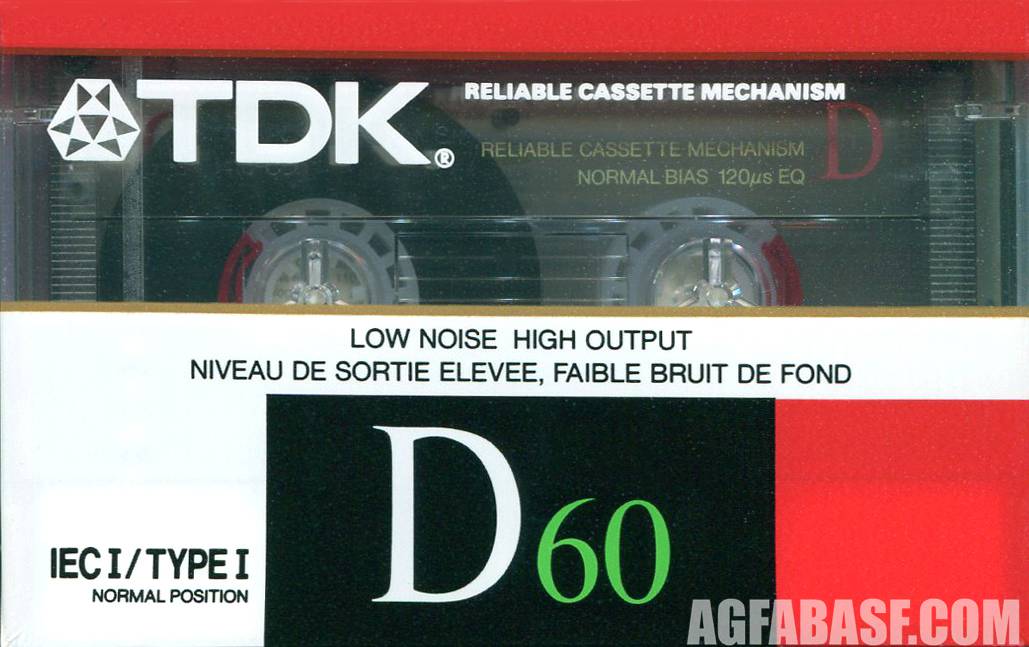 TDK®
RELIABLE CASSETTE MECHANISM
D
RELIABLE CASSETTE MECHANISM
NORMAL BIAS 120µs EQ
LOW NOISE HIGH OUTPUT
NIVEAU DE SORTIE ELEVEE, FAIBLE BRUIT DE FOND
D60
IEC I / TYPE I
NORMAL POSITION
AGFABASF.COM